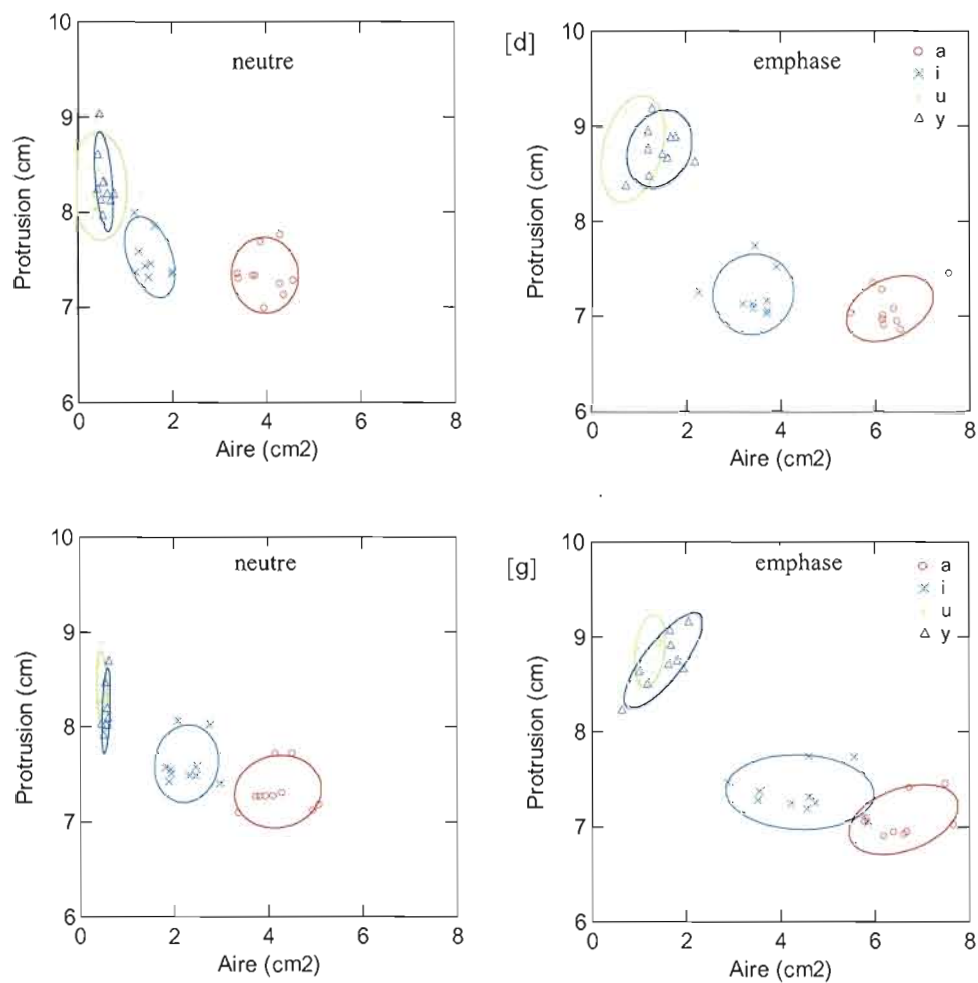 neutre
10
9
8
7
6
Protrusion (cm)
0 2 4 6 8
Aire (cm2)
[d]
emphase
a
i
u
y
10
9
8
7
6
Protrusion (cm)
0 2 4 6 8
Aire (cm2)
neutre
10
9
8
7
6
Protrusion (cm)
0 2 4 6 8
Aire (cm2)
[g]
emphase
a
i
u
y
10
9
8
7
6
Protrusion (cm)
0 2 4 6 8
Aire (cm2)